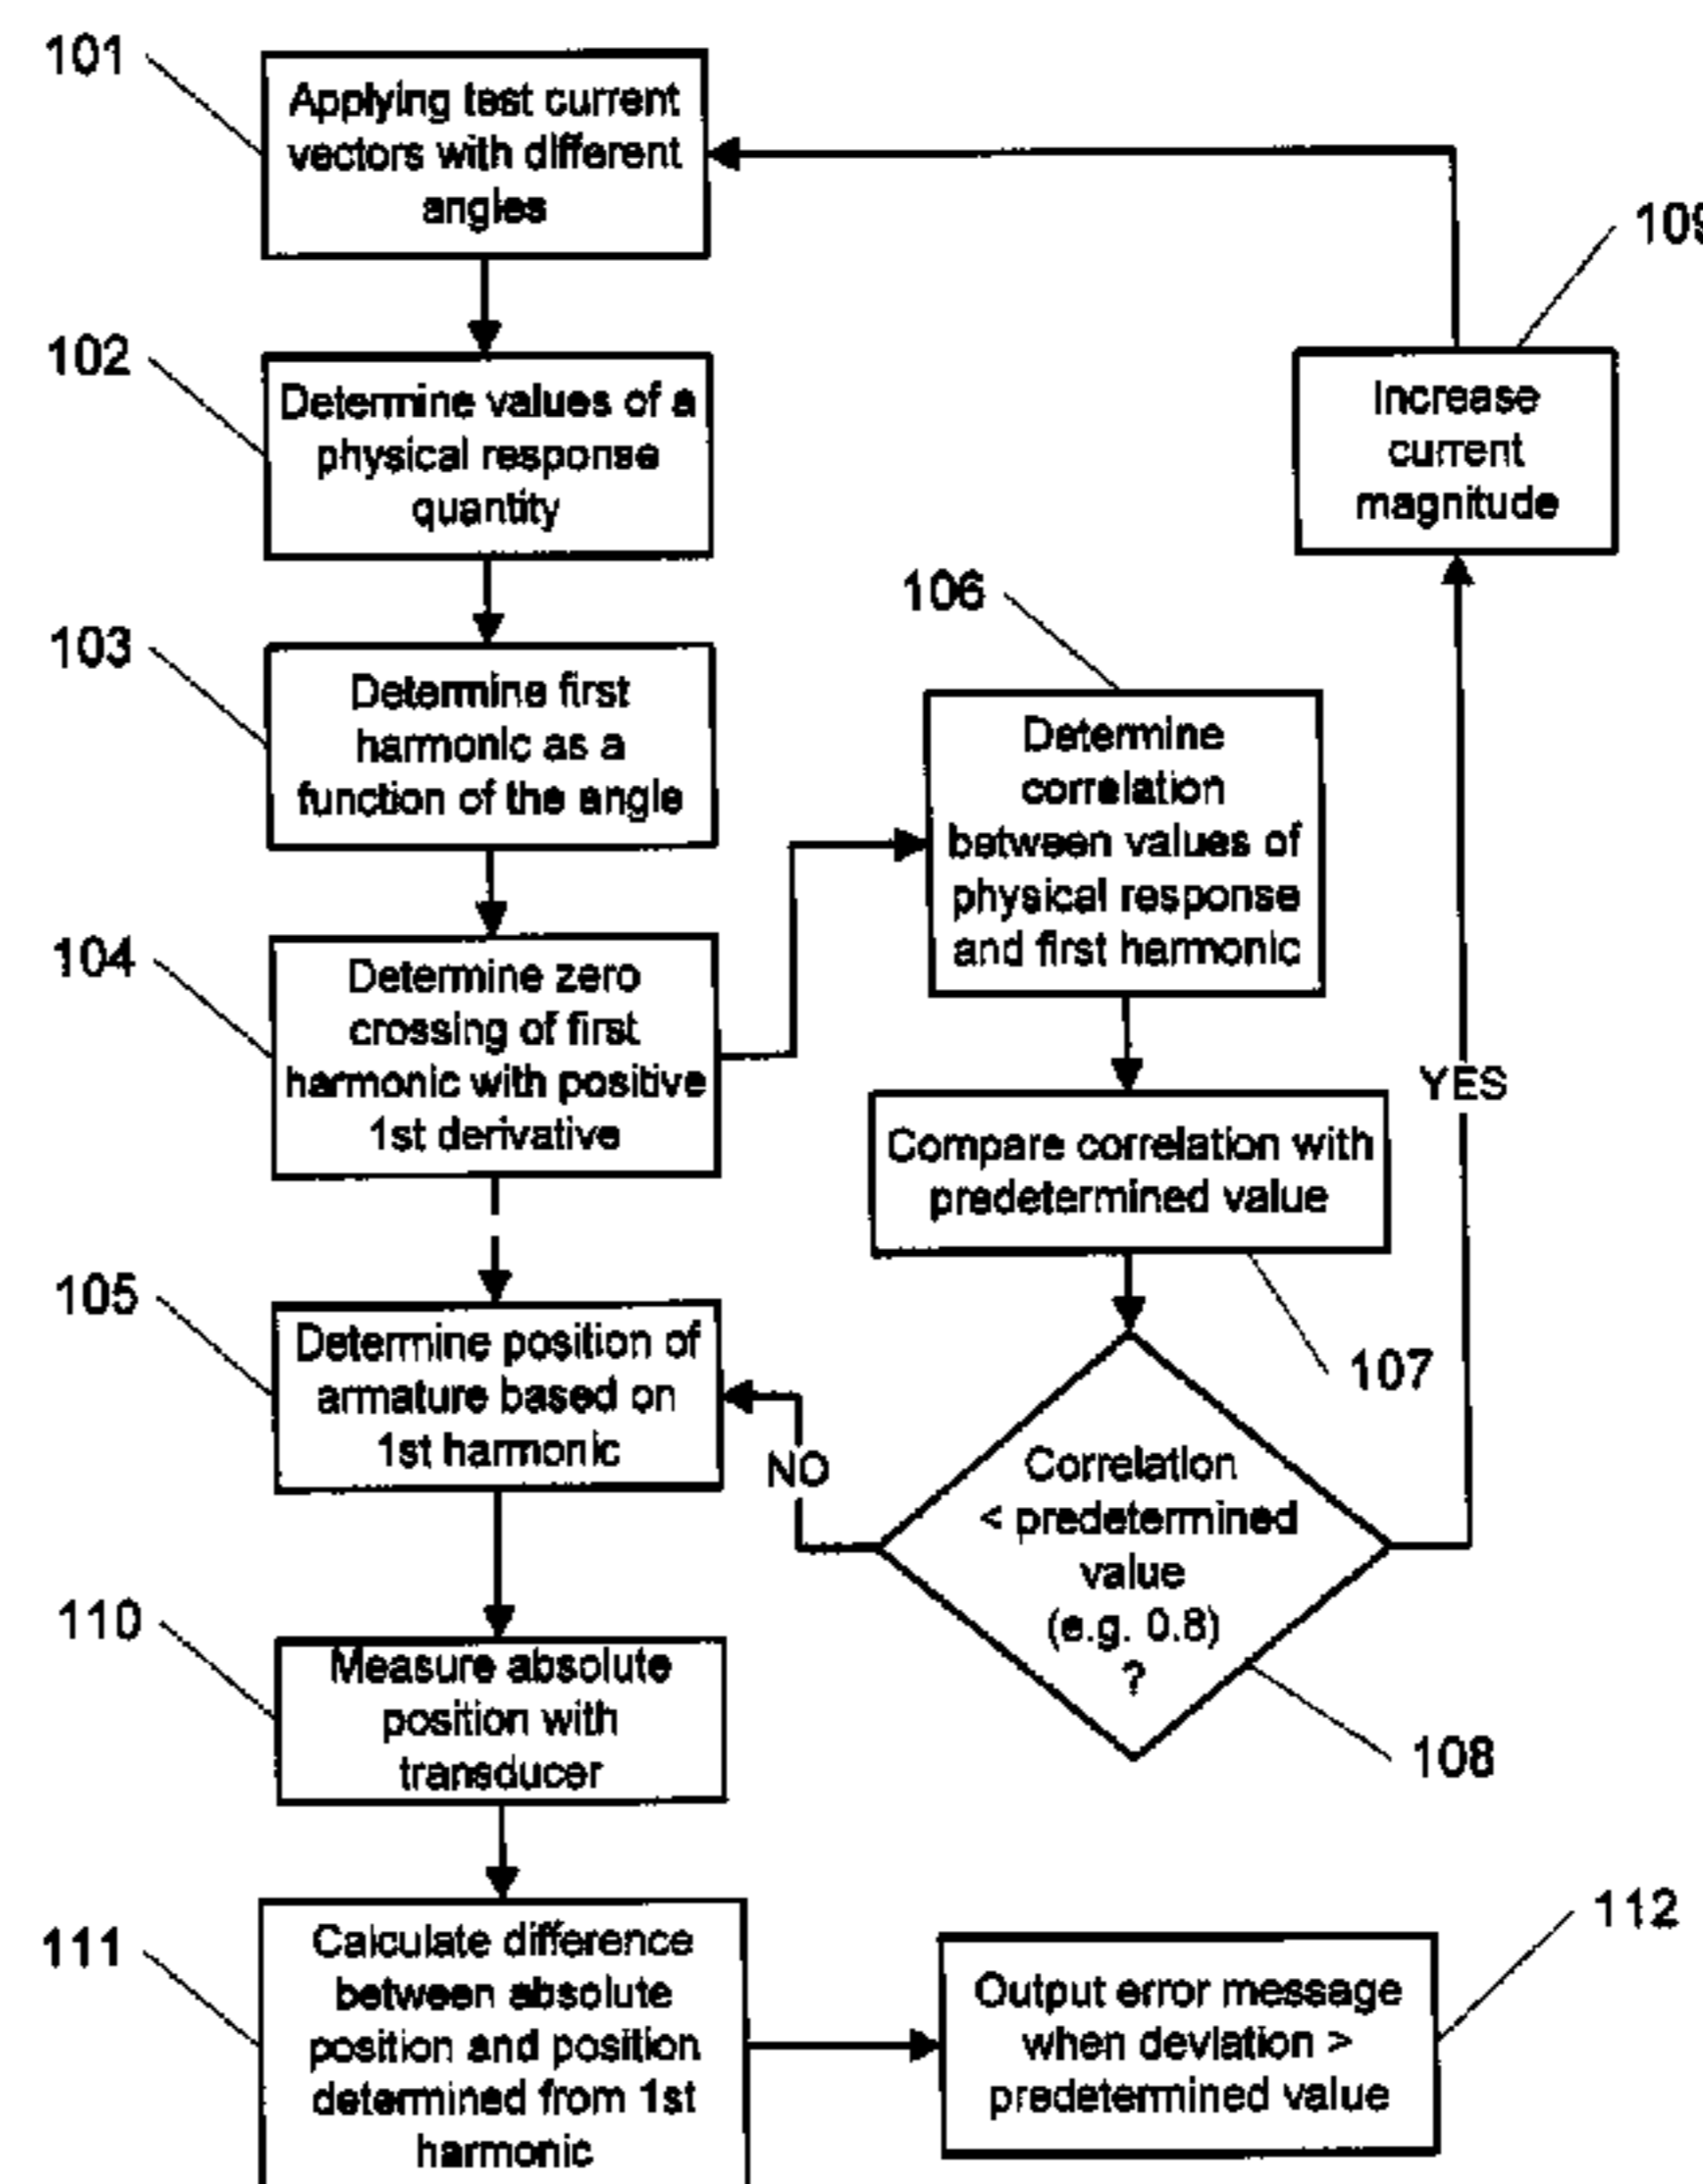 101
Applying test current
vectors with different
angles
109
102
Determine values of a
physical response
quantity
Increase
current
magnitude
103
Determine first
harmonic as a
function of the angle
106
Determine
correlation
between values of
physical response
and first harmonic
104
Determine zero
crossing of first
harmonic with positive
1st derivative
Compare correlation with
predetermined value
107
YES
105
Determine position of
armature based on
1st harmonic
NO
Correlation
< predetermined
value
(e.g. 0.8)
?
108
110
Measure absolute
position with
transducer
111
Calculate difference
between absolute
position and position
determined from 1st
harmonic
112
Output error message
when deviation >
predetermined value